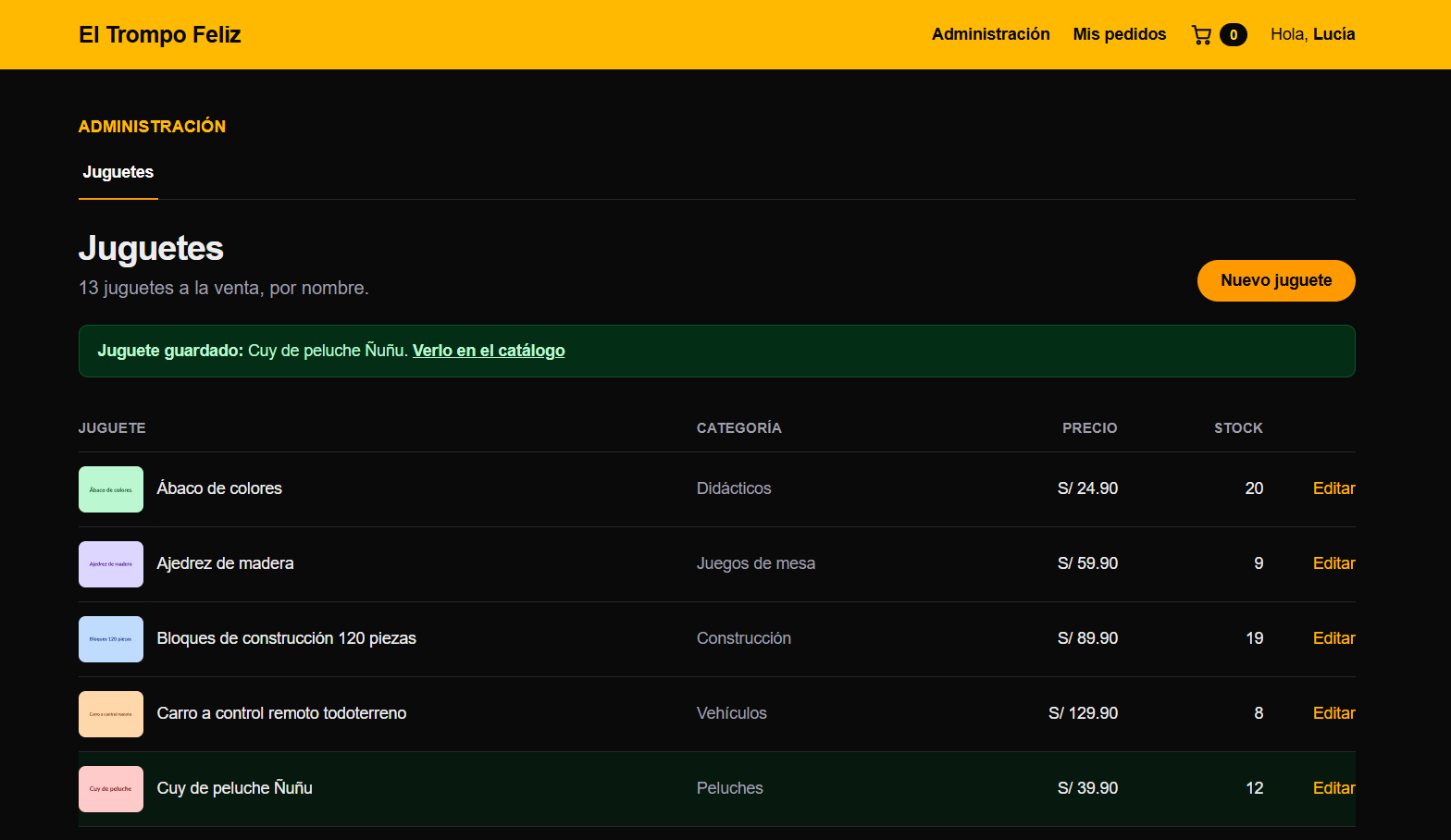 El Trompo Feliz
Administración Mis pedidos 0 Hola, Lucía
ADMINISTRACIÓN
Juguetes
Juguetes
13 juguetes a la venta, por nombre.
Nuevo juguete
Juguete guardado: Cuy de peluche Ñuñu. Verlo en el catálogo
JUGUETE CATEGORÍA PRECIO STOCK
Ábaco de colores Ábaco de colores Didácticos S/ 24.90 20 Editar
Ajedrez de madera Ajedrez de madera Juegos de mesa S/ 59.90 9 Editar
Bloques 120 piezas Bloques de construcción 120 piezas Construcción S/ 89.90 19 Editar
Carro a control remoto Carro a control remoto todoterreno Vehículos S/ 129.90 8 Editar
Cuy de peluche Cuy de peluche Ñuñu Peluches S/ 39.90 12 Editar